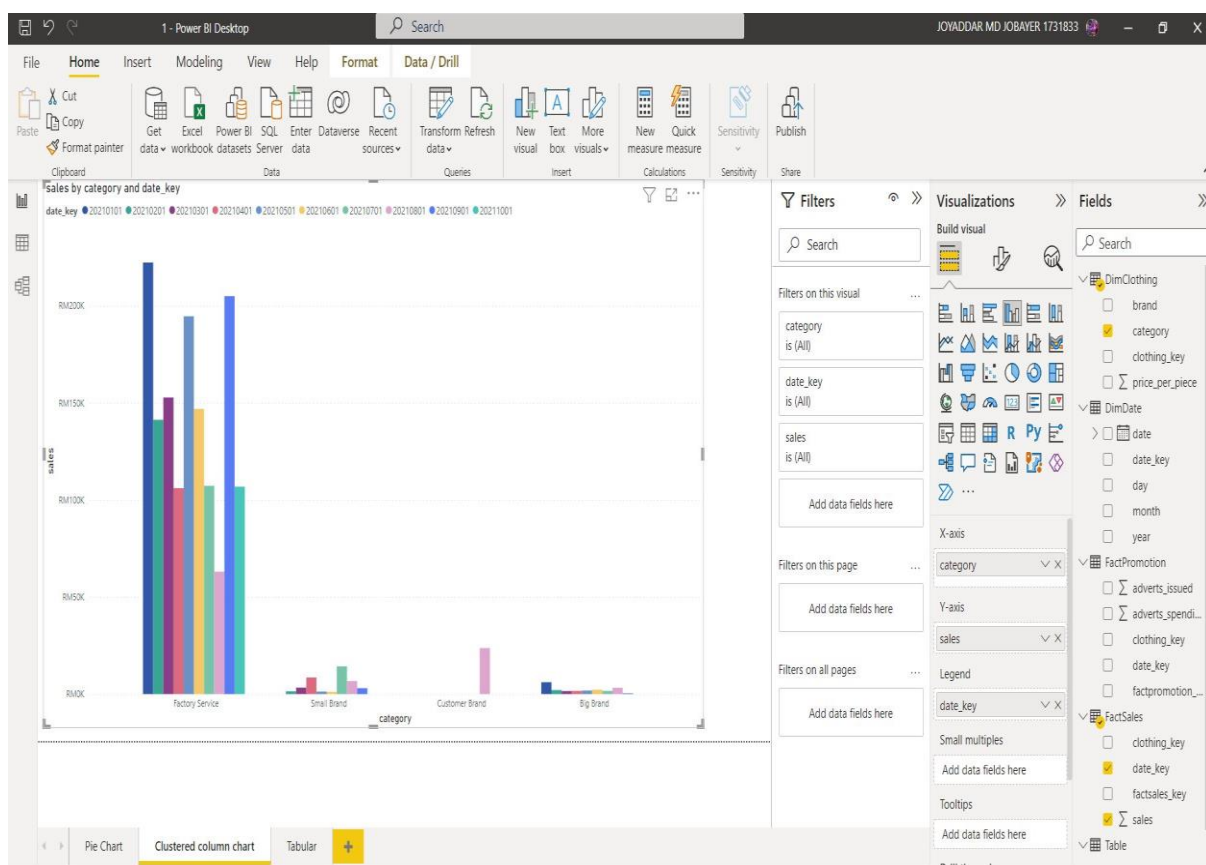 1 - Power BI Desktop
Search
JOYADDAR MD JOBAYER 1731833
File Home Insert Modeling View Help Format Data / Drill
Paste
Cut
Copy
Format painter
Clipboard
Get data
Excel workbook
Power BI datasets
SQL Server
Enter data
Dataverse
Recent sources
Data
Transform data
Refresh
Queries
New visual
Text box
More visuals
Insert
New measure
Quick measure
Calculations
Sensitivity
Sensitivity
Publish
Share
sales by category and date_key
date_key 20210101 20210201 20210301 20210401 20210501 20210601 20210701 20210801 20210901 20211001
RM200K
RM150K
RM100K
RM50K
RM0K
sales
Factory Service Small Brand Customer Brand Big Brand
category
Filters
Search
Filters on this visual ...
category
is (All)
date_key
is (All)
sales
is (All)
Add data fields here
Filters on this page ...
Add data fields here
Filters on all pages ...
Add data fields here
Visualizations
Build visual
123
R Py
...
X-axis
category
Y-axis
sales
Legend
date_key
Small multiples
Add data fields here
Tooltips
Add data fields here
Fields
Search
DimClothing
brand
category
clothing_key
∑ price_per_piece
DimDate
date
date_key
day
month
year
FactPromotion
∑ adverts_issued
∑ adverts_spendi...
clothing_key
date_key
factpromotion_...
FactSales
clothing_key
date_key
factsales_key
∑ sales
Table
Pie Chart Clustered column chart Tabular +